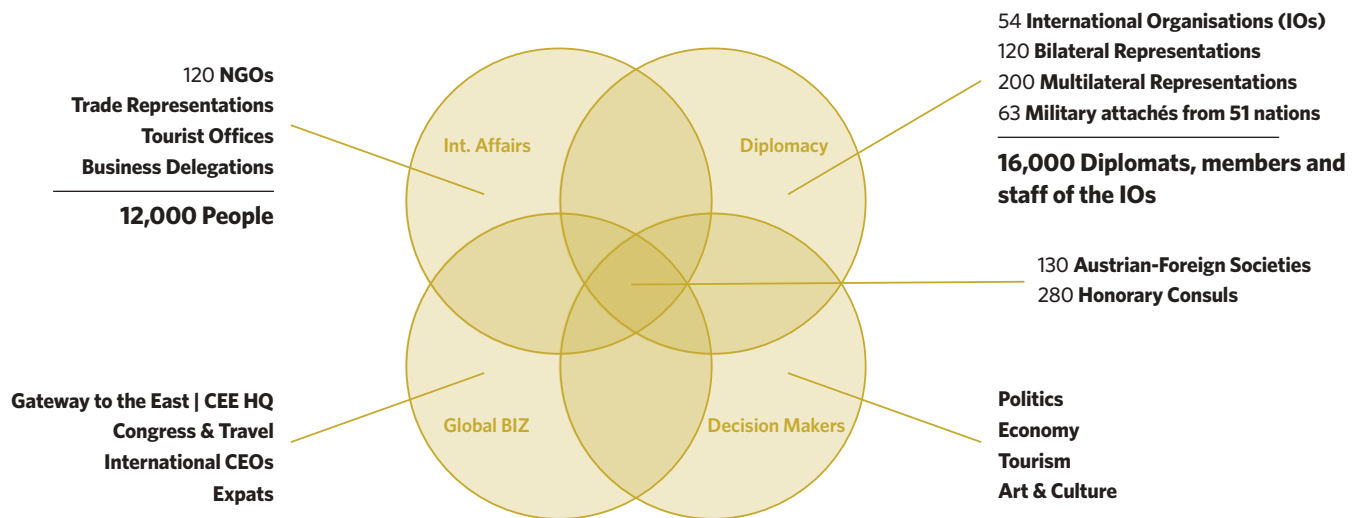 120 NGOs
Trade Representations
Tourist Offices
Business Delegations
12,000 People
Int. Affairs
Diplomacy
54 International Organisations (IOs)
120 Bilateral Representations
200 Multilateral Representations
63 Military attachés from 51 nations
16,000 Diplomats, members and
staff of the IOs
130 Austrian-Foreign Societies
280 Honorary Consuls
Gateway to the East | CEE HQ
Congress & Travel
International CEOs
Expats
Global BIZ
Decision Makers
Politics
Economy
Tourism
Art & Culture